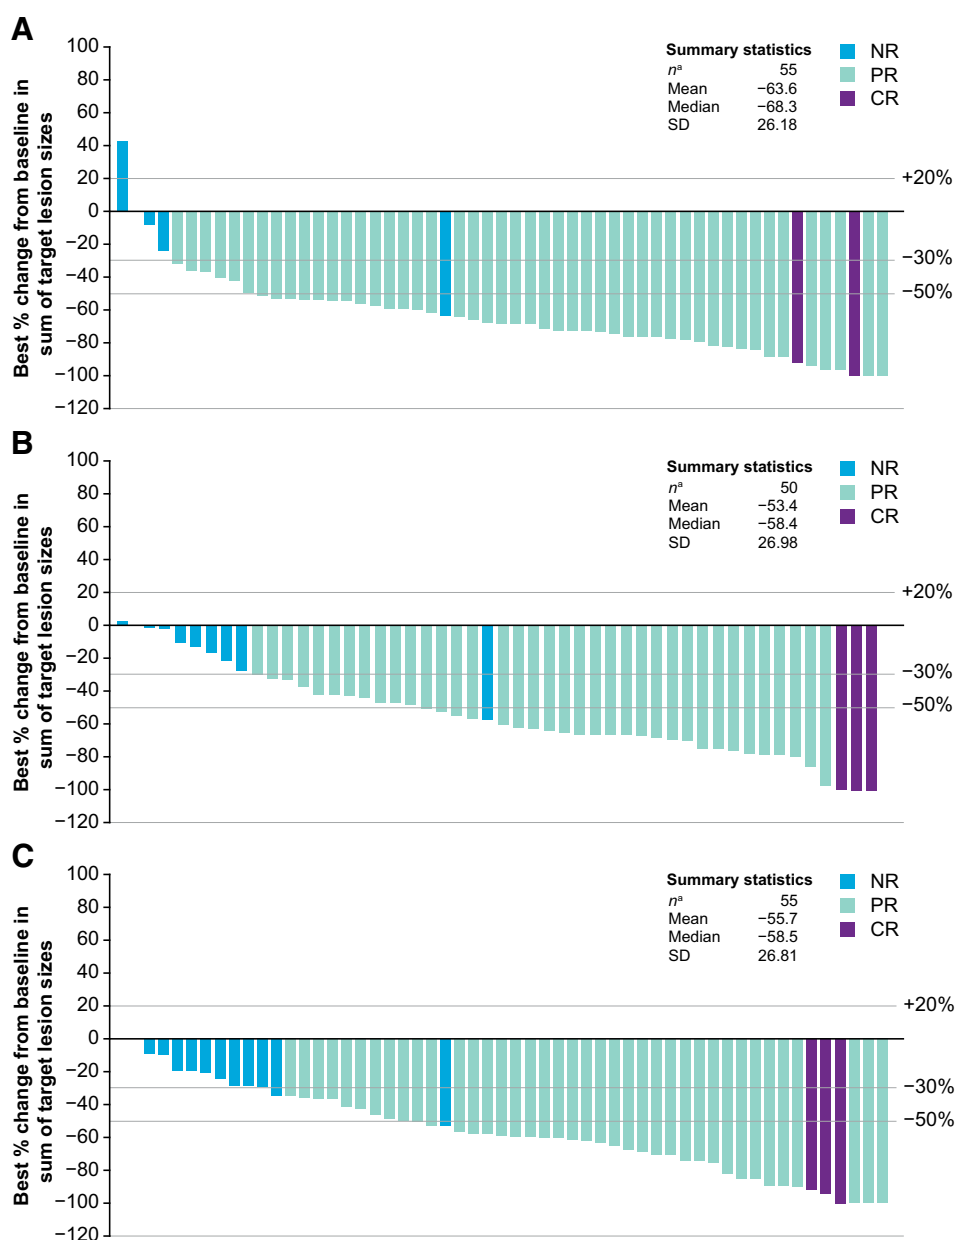 A
Best % change from baseline in
sum of target lesion sizes
100
80
60
40
20
0
−20
−40
−60
−80
−100
−120
Summary statistics
nª 55
Mean −63.6
Median −68.3
SD 26.18
NR
PR
CR
+20%
−30%
−50%
B
Best % change from baseline in
sum of target lesion sizes
100
80
60
40
20
0
−20
−40
−60
−80
−100
−120
Summary statistics
nª 50
Mean −53.4
Median −58.4
SD 26.98
NR
PR
CR
+20%
−30%
−50%
C
Best % change from baseline in
sum of target lesion sizes
100
80
60
40
20
0
−20
−40
−60
−80
−100
−120
Summary statistics
nª 55
Mean −55.7
Median −58.5
SD 26.81
NR
PR
CR
+20%
−30%
−50%